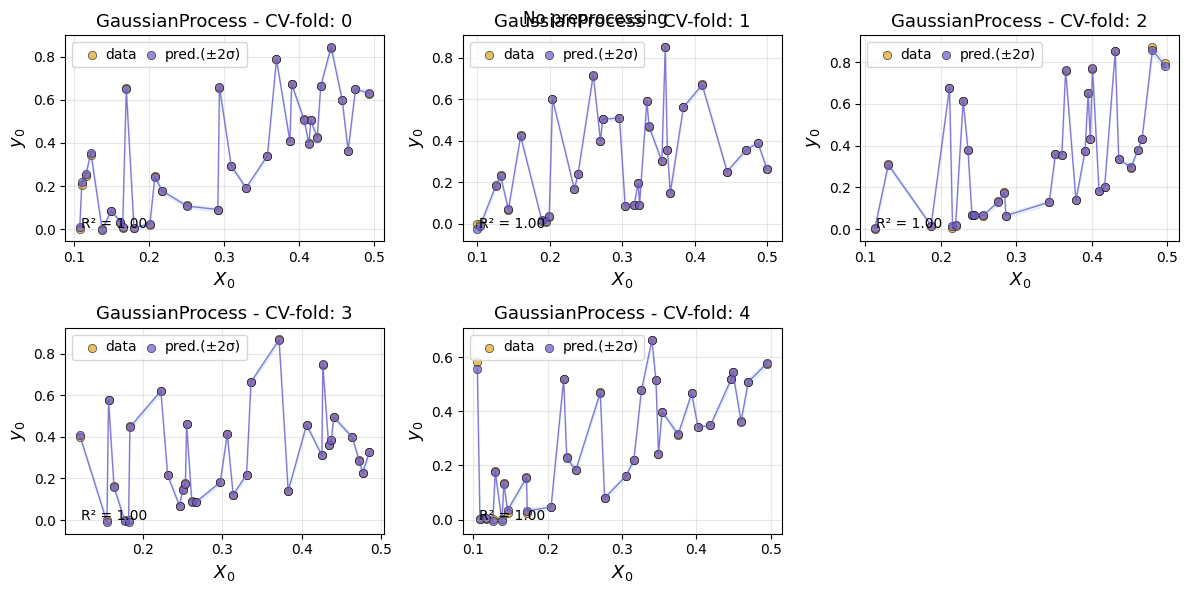 No preprocessing
GaussianProcess - CV-fold: 0
data pred.(±2σ)
0.8
0.6
0.4
0.2
0.0
y0
R² = 1.00
0.1 0.2 0.3 0.4 0.5
X0
GaussianProcess - CV-fold: 1
data pred.(±2σ)
0.8
0.6
0.4
0.2
0.0
y0
R² = 1.00
0.1 0.2 0.3 0.4 0.5
X0
GaussianProcess - CV-fold: 2
data pred.(±2σ)
0.8
0.6
0.4
0.2
0.0
y0
R² = 1.00
0.1 0.2 0.3 0.4 0.5
X0
GaussianProcess - CV-fold: 3
data pred.(±2σ)
0.8
0.6
0.4
0.2
0.0
y0
R² = 1.00
0.2 0.3 0.4 0.5
X0
GaussianProcess - CV-fold: 4
data pred.(±2σ)
0.6
0.4
0.2
0.0
y0
R² = 1.00
0.1 0.2 0.3 0.4 0.5
X0